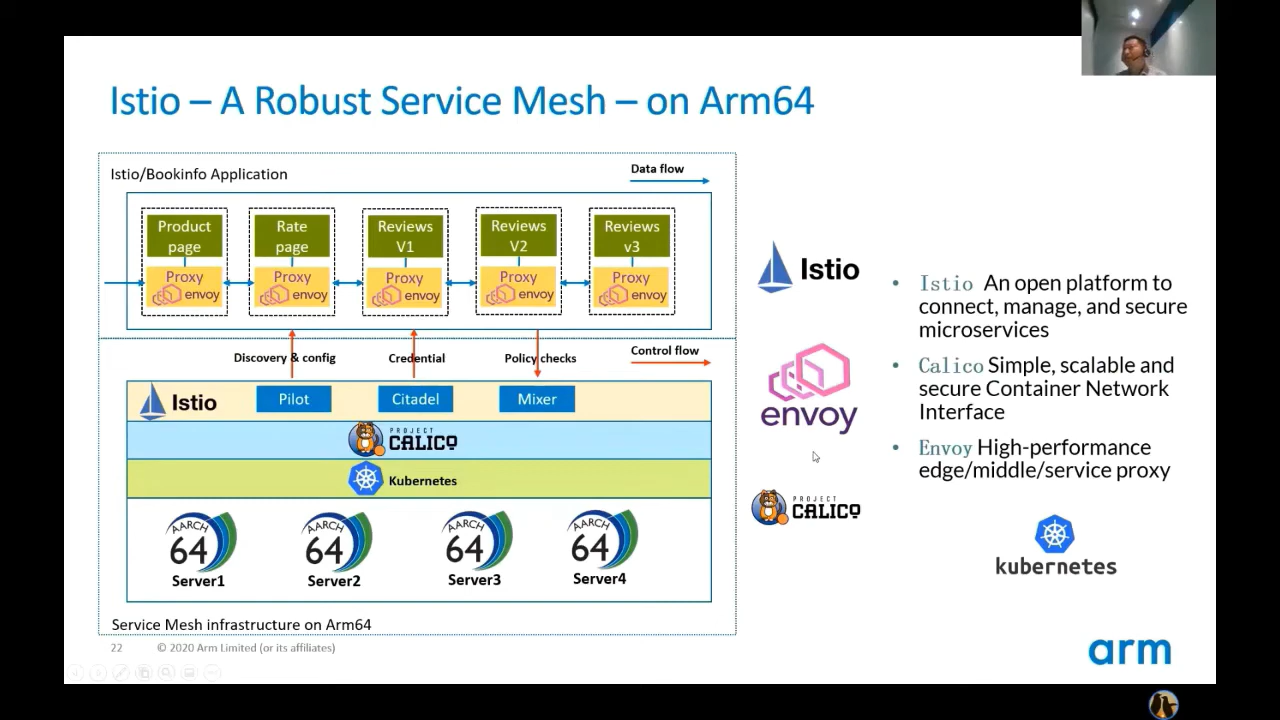 Istio – A Robust Service Mesh – on Arm64
Istio/Bookinfo Application
Data flow
Product
page
Rate
page
Reviews
V1
Reviews
V2
Reviews
v3
Proxy
envoy
Proxy
envoy
Proxy
envoy
Proxy
envoy
Proxy
envoy
Discovery & config
Credential
Policy checks
Control flow
Istio
Pilot
Citadel
Mixer
PROJECT
CALICO
Kubernetes
AARCH
64
Server1
AARCH
64
Server2
AARCH
64
Server3
AARCH
64
Server4
Service Mesh infrastructure on Arm64
Istio
envoy
PROJECT
CALICO
• Istio An open platform to
connect, manage, and secure
microservices
• Calico Simple, scalable and
secure Container Network
Interface
• Envoy High-performance
edge/middle/service proxy
kubernetes
22 © 2020 Arm Limited (or its affiliates)
arm